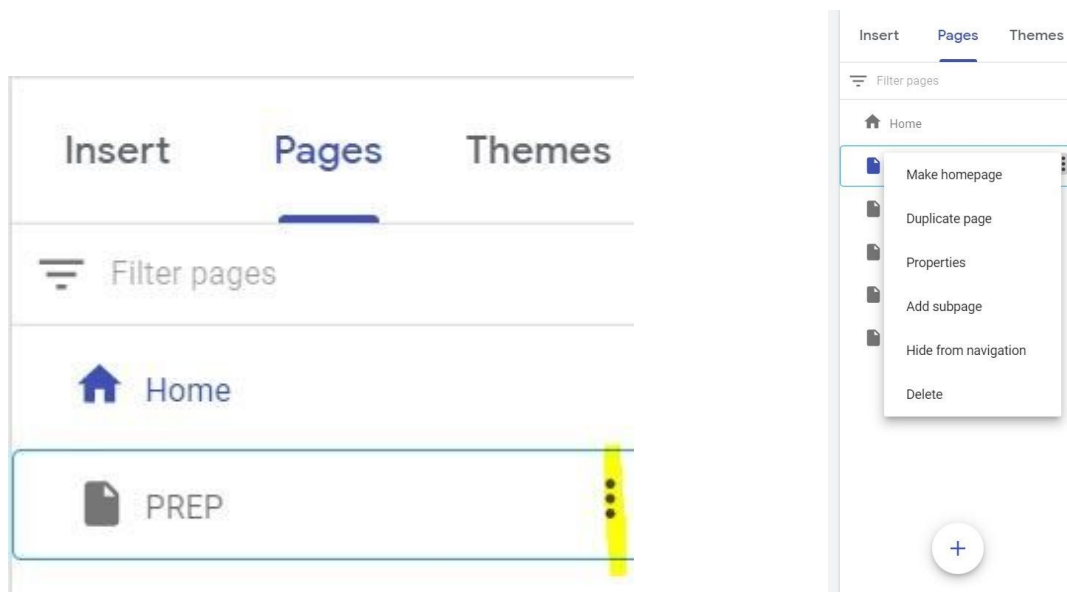 Insert Pages Themes
Filter pages
Home
PREP
Insert Pages Themes
Filter pages
Home
Make homepage
Duplicate page
Properties
Add subpage
Hide from navigation
Delete